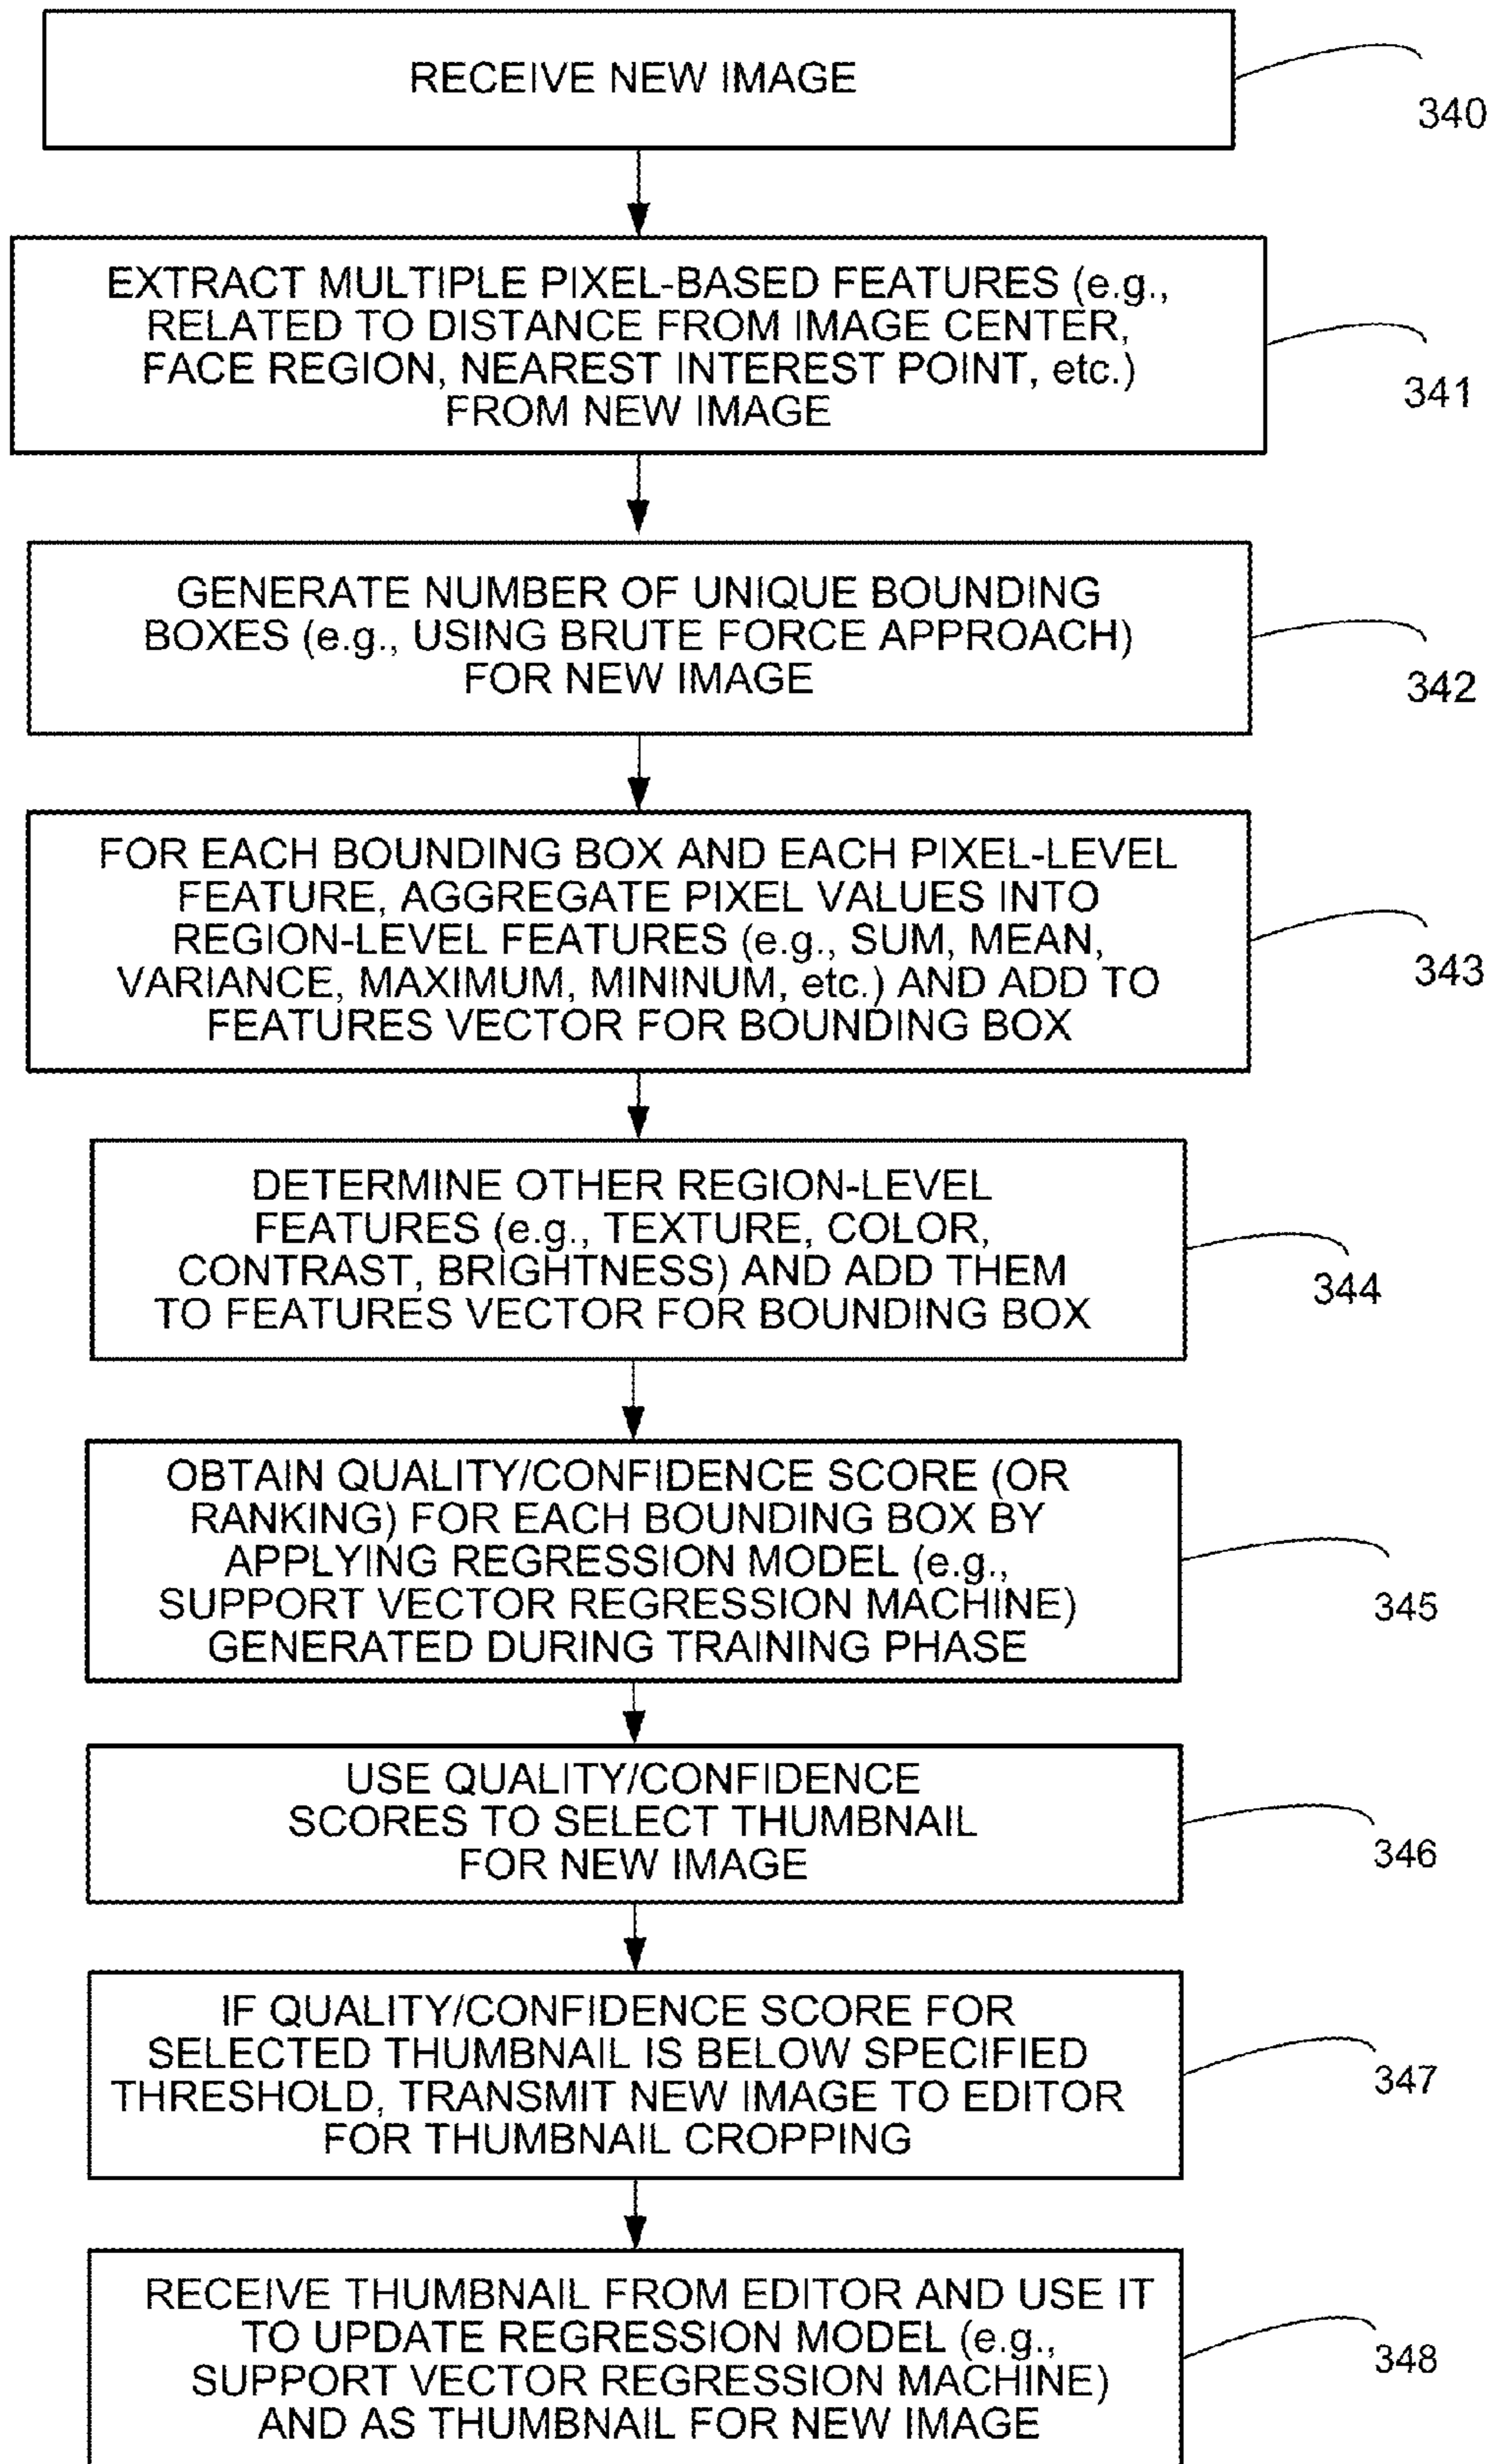 RECEIVE NEW IMAGE
340
EXTRACT MULTIPLE PIXEL-BASED FEATURES (e.g.,
RELATED TO DISTANCE FROM IMAGE CENTER,
FACE REGION, NEAREST INTEREST POINT, etc.)
FROM NEW IMAGE
341
GENERATE NUMBER OF UNIQUE BOUNDING
BOXES (e.g., USING BRUTE FORCE APPROACH)
FOR NEW IMAGE
342
FOR EACH BOUNDING BOX AND EACH PIXEL-LEVEL
FEATURE, AGGREGATE PIXEL VALUES INTO
REGION-LEVEL FEATURES (e.g., SUM, MEAN,
VARIANCE, MAXIMUM, MININUM, etc.) AND ADD TO
FEATURES VECTOR FOR BOUNDING BOX
343
DETERMINE OTHER REGION-LEVEL
FEATURES (e.g., TEXTURE, COLOR,
CONTRAST, BRIGHTNESS) AND ADD THEM
TO FEATURES VECTOR FOR BOUNDING BOX
344
OBTAIN QUALITY/CONFIDENCE SCORE (OR
RANKING) FOR EACH BOUNDING BOX BY
APPLYING REGRESSION MODEL (e.g.,
SUPPORT VECTOR REGRESSION MACHINE)
GENERATED DURING TRAINING PHASE
345
USE QUALITY/CONFIDENCE
SCORES TO SELECT THUMBNAIL
FOR NEW IMAGE
346
IF QUALITY/CONFIDENCE SCORE FOR
SELECTED THUMBNAIL IS BELOW SPECIFIED
THRESHOLD, TRANSMIT NEW IMAGE TO EDITOR
FOR THUMBNAIL CROPPING
347
RECEIVE THUMBNAIL FROM EDITOR AND USE IT
TO UPDATE REGRESSION MODEL (e.g.,
SUPPORT VECTOR REGRESSION MACHINE)
AND AS THUMBNAIL FOR NEW IMAGE
348